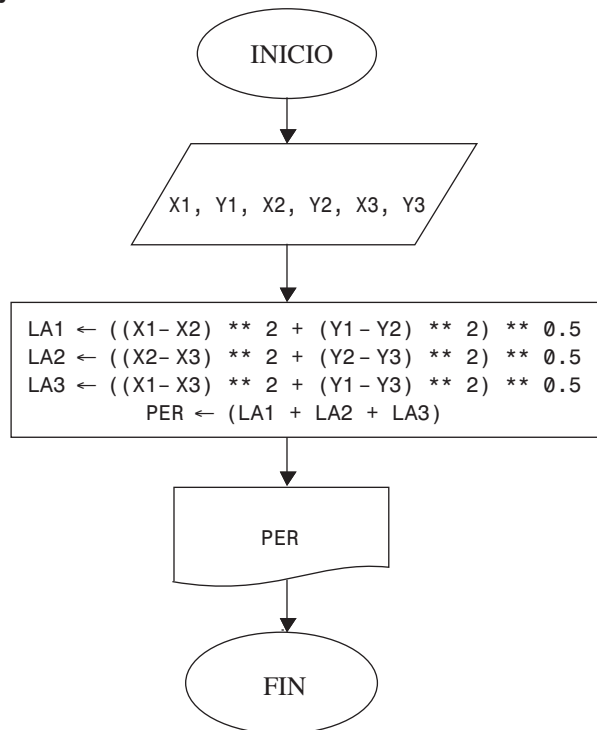 INICIO
X1, Y1, X2, Y2, X3, Y3
LA1 ← ((X1-X2) ** 2 + (Y1-Y2) ** 2) ** 0.5
LA2 ← ((X2-X3) ** 2 + (Y2-Y3) ** 2) ** 0.5
LA3 ← ((X1-X3) ** 2 + (Y1-Y3) ** 2) ** 0.5
PER ← (LA1 + LA2 + LA3)
PER
FIN